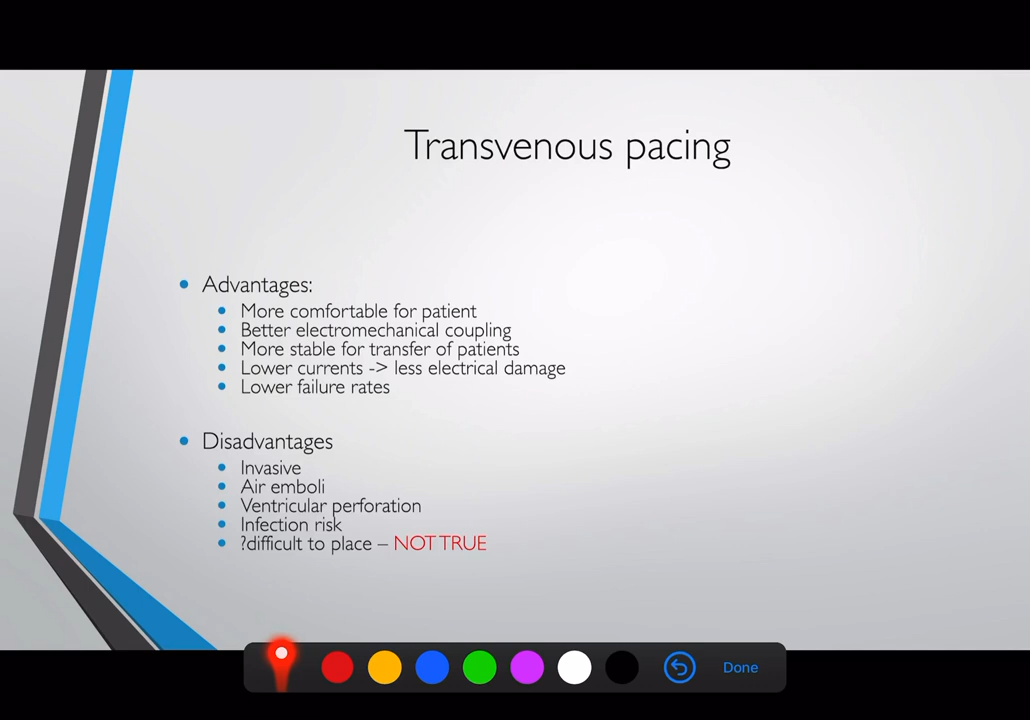 Transvenous pacing
Advantages:
More comfortable for patient
Better electromechanical coupling
More stable for transfer of patients
Lower currents -> less electrical damage
Lower failure rates
Disadvantages
Invasive
Air emboli
Ventricular perforation
Infection risk
?difficult to place – NOT TRUE
Done